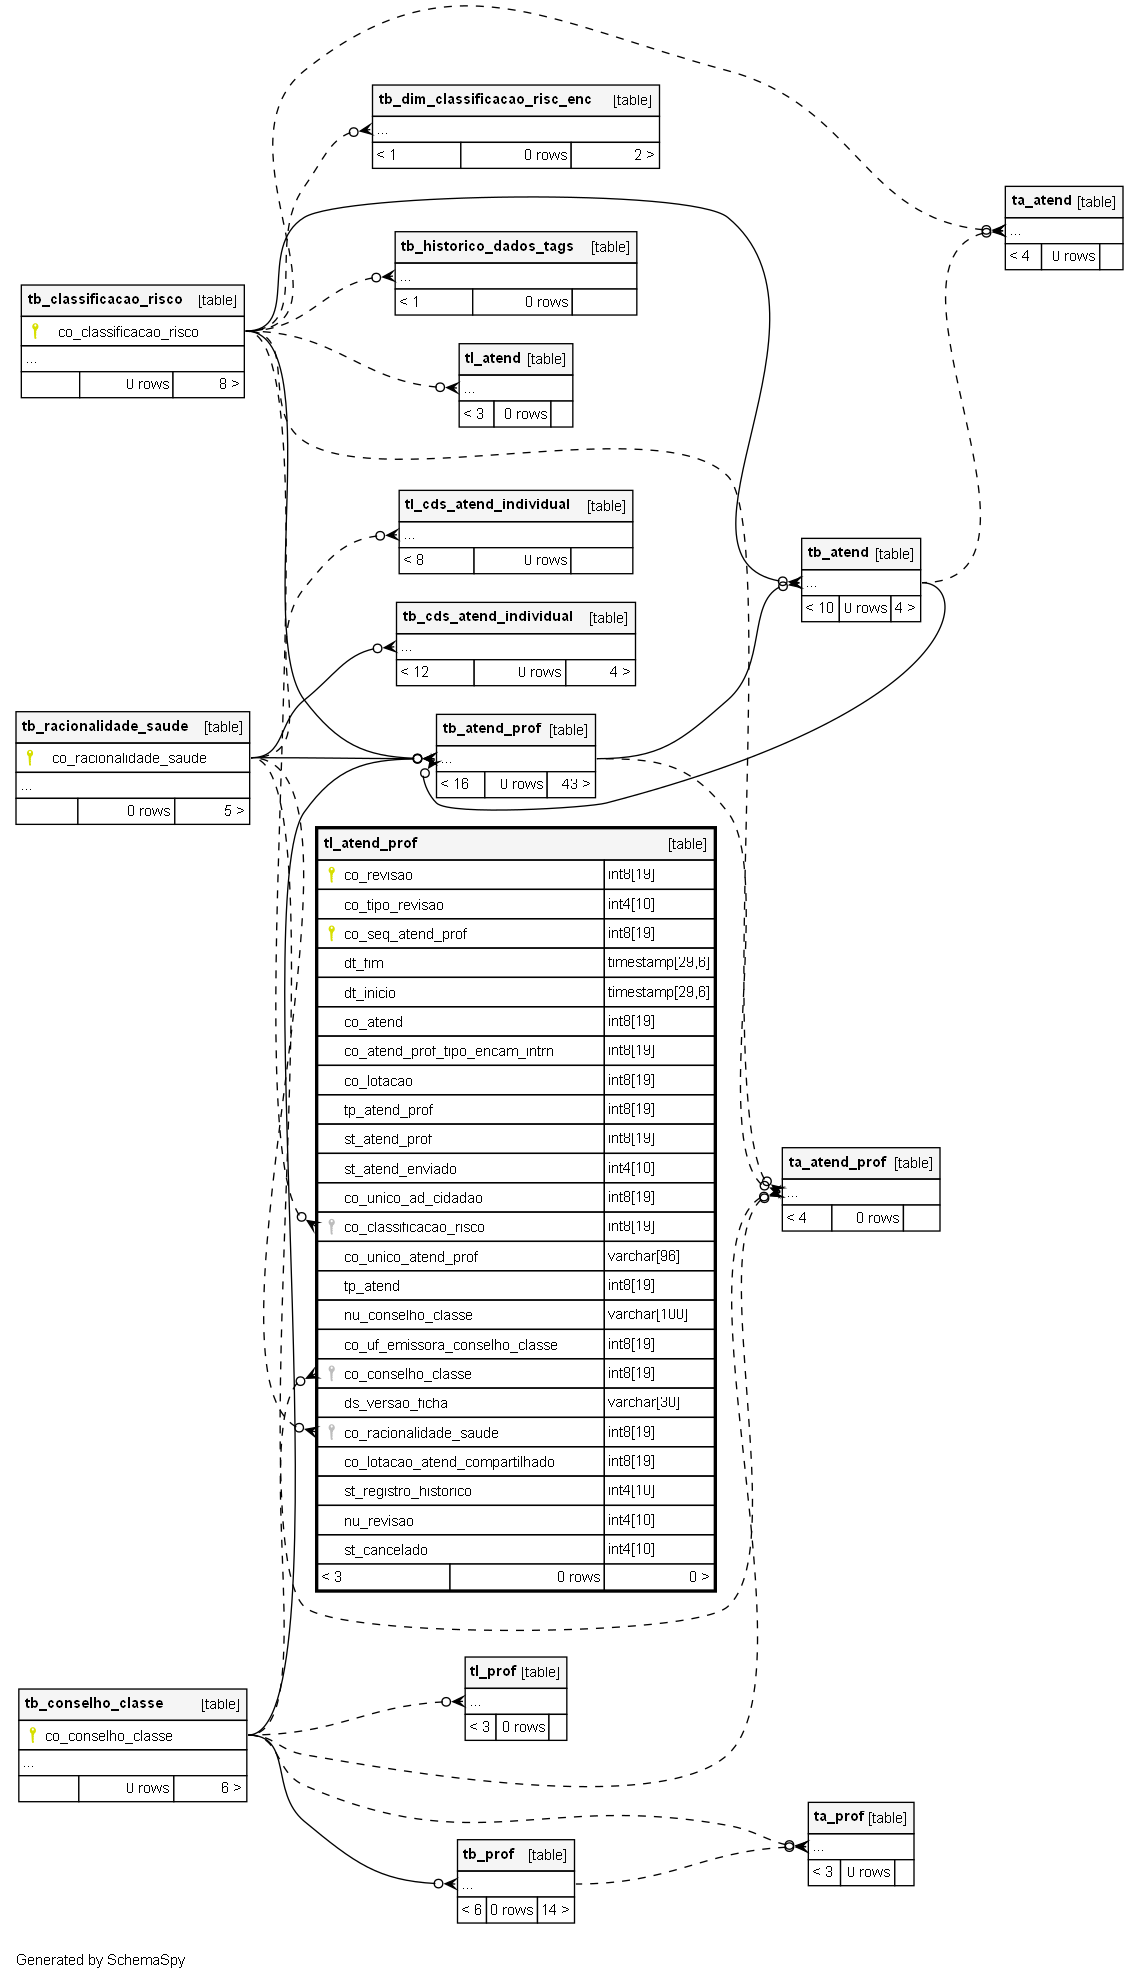 tb_dim_classificacao_risc_enc [table]
...
< 1 0 rows 2 >
ta_atend [table]
...
< 4 0 rows
tb_historico_dados_tags [table]
...
< 1 0 rows
tb_classificacao_risco [table]
co_classificacao_risco
...
0 rows 8 >
tl_atend [table]
...
< 3 0 rows
tl_cds_atend_individual [table]
...
< 8 0 rows
tb_atend [table]
...
< 10 0 rows 4 >
tb_cds_atend_individual [table]
...
< 12 0 rows 4 >
tb_racionalidade_saude [table]
co_racionalidade_saude
...
0 rows 5 >
tb_atend_prof [table]
...
< 16 0 rows 43 >
tl_atend_prof [table]
co_revisao int8[19]
co_tipo_revisao int4[10]
co_seq_atend_prof int8[19]
dt_fim timestamp[29,6]
dt_inicio timestamp[29,6]
co_atend int8[19]
co_atend_prof_tipo_encam_intrn int8[19]
co_lotacao int8[19]
tp_atend_prof int8[19]
st_atend_prof int8[19]
st_atend_enviado int4[10]
co_unico_ad_cidadao int8[19]
co_classificacao_risco int8[19]
co_unico_atend_prof varchar[96]
tp_atend int8[19]
nu_conselho_classe varchar[100]
co_uf_emissora_conselho_classe int8[19]
co_conselho_classe int8[19]
ds_versao_ficha varchar[30]
co_racionalidade_saude int8[19]
co_lotacao_atend_compartilhado int8[19]
st_registro_historico int4[10]
nu_revisao int4[10]
st_cancelado int4[10]
< 3 0 rows 0 >
ta_atend_prof [table]
...
< 4 0 rows
tl_prof [table]
...
< 3 0 rows
tb_conselho_classe [table]
co_conselho_classe
...
0 rows 6 >
ta_prof [table]
...
< 3 0 rows
tb_prof [table]
...
< 6 0 rows 14 >
Generated by SchemaSpy